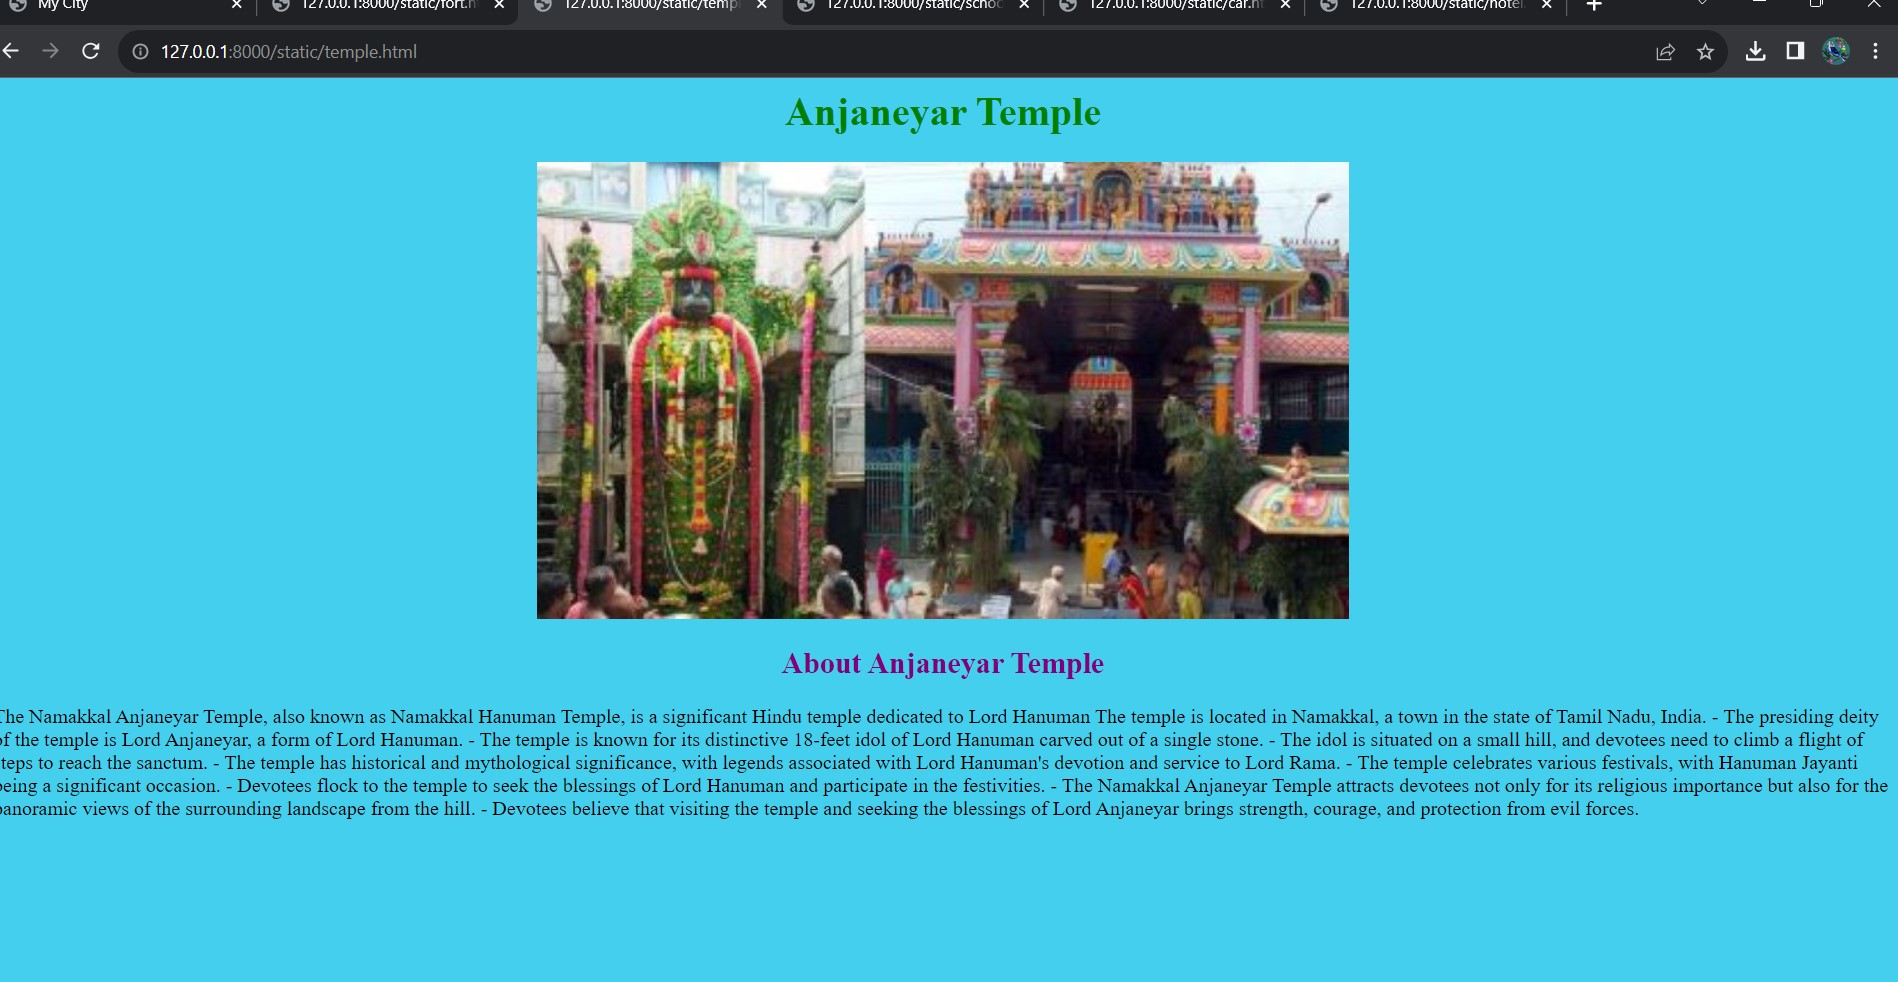 My City
127.0.0.1:8000/static/fort.h
127.0.0.1:8000/static/templ
127.0.0.1:8000/static/schoo
127.0.0.1:8000/static/car.ht
127.0.0.1:8000/static/hotel.
127.0.0.1:8000/static/temple.html
Anjaneyar Temple
About Anjaneyar Temple
The Namakkal Anjaneyar Temple, also known as Namakkal Hanuman Temple, is a significant Hindu temple dedicated to Lord Hanuman The temple is located in Namakkal, a town in the state of Tamil Nadu, India. - The presiding deity
of the temple is Lord Anjaneyar, a form of Lord Hanuman. - The temple is known for its distinctive 18-feet idol of Lord Hanuman carved out of a single stone. - The idol is situated on a small hill, and devotees need to climb a flight of
steps to reach the sanctum. - The temple has historical and mythological significance, with legends associated with Lord Hanuman's devotion and service to Lord Rama. - The temple celebrates various festivals, with Hanuman Jayanti
being a significant occasion. - Devotees flock to the temple to seek the blessings of Lord Hanuman and participate in the festivities. - The Namakkal Anjaneyar Temple attracts devotees not only for its religious importance but also for the
panoramic views of the surrounding landscape from the hill. - Devotees believe that visiting the temple and seeking the blessings of Lord Anjaneyar brings strength, courage, and protection from evil forces.